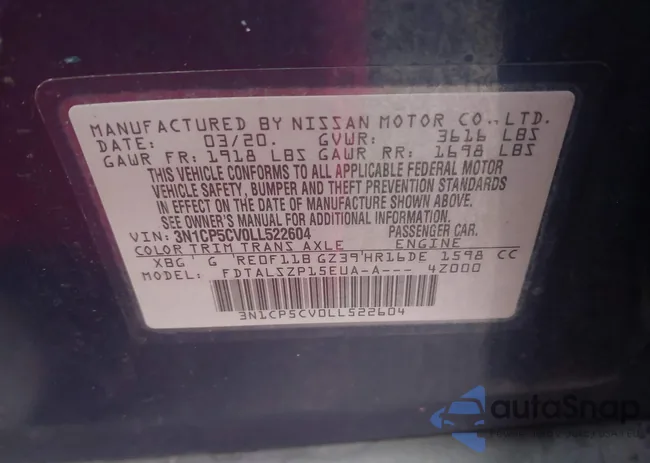 MANUFACTURED BY NISSAN MOTOR CO., LTD.
DATE: 03/20. GVWR: 3616 LBS
GAWR FR: 1918 LBS GAWR RR: 1698 LBS
THIS VEHICLE CONFORMS TO ALL APPLICABLE FEDERAL MOTOR
VEHICLE SAFETY, BUMPER AND THEFT PREVENTION STANDARDS
IN EFFECT ON THE DATE OF MANUFACTURE SHOWN ABOVE.
SEE OWNER'S MANUAL FOR ADDITIONAL INFORMATION
VIN: 3N1CP5CV0LL522604 PASSENGER CAR.
COLOR TRIM TRANS AXLE ENGINE
XBG' G 'RE0F11B GZ39'HR16DE 1598 CC
MODEL: FDTALSZP15EUA-A--- 4Z000
3N1CP5CV0LL522604
autoSnap